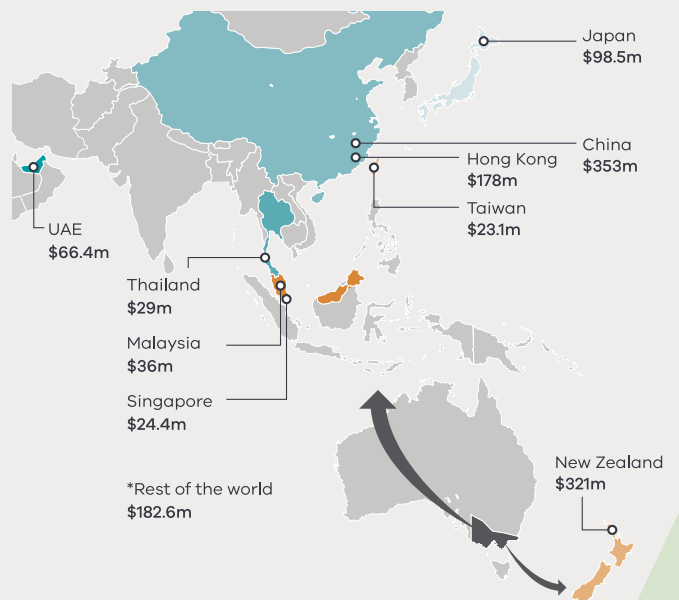 Japan
$98.5m
China
$353m
Hong Kong
$178m
Taiwan
$23.1m
UAE
$66.4m
Thailand
$29m
Malaysia
$36m
Singapore
$24.4m
*Rest of the world
$182.6m
New Zealand
$321m